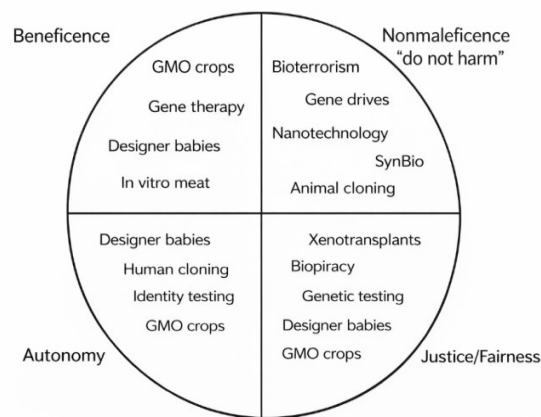 Beneficence
GMO crops
Gene therapy
Designer babies
In vitro meat
Nonmaleficence
“do not harm”
Bioterrorism
Gene drives
Nanotechnology
SynBio
Animal cloning
Designer babies
Human cloning
Identity testing
GMO crops
Autonomy
Xenotransplants
Biopiracy
Genetic testing
Designer babies
GMO crops
Justice/Fairness